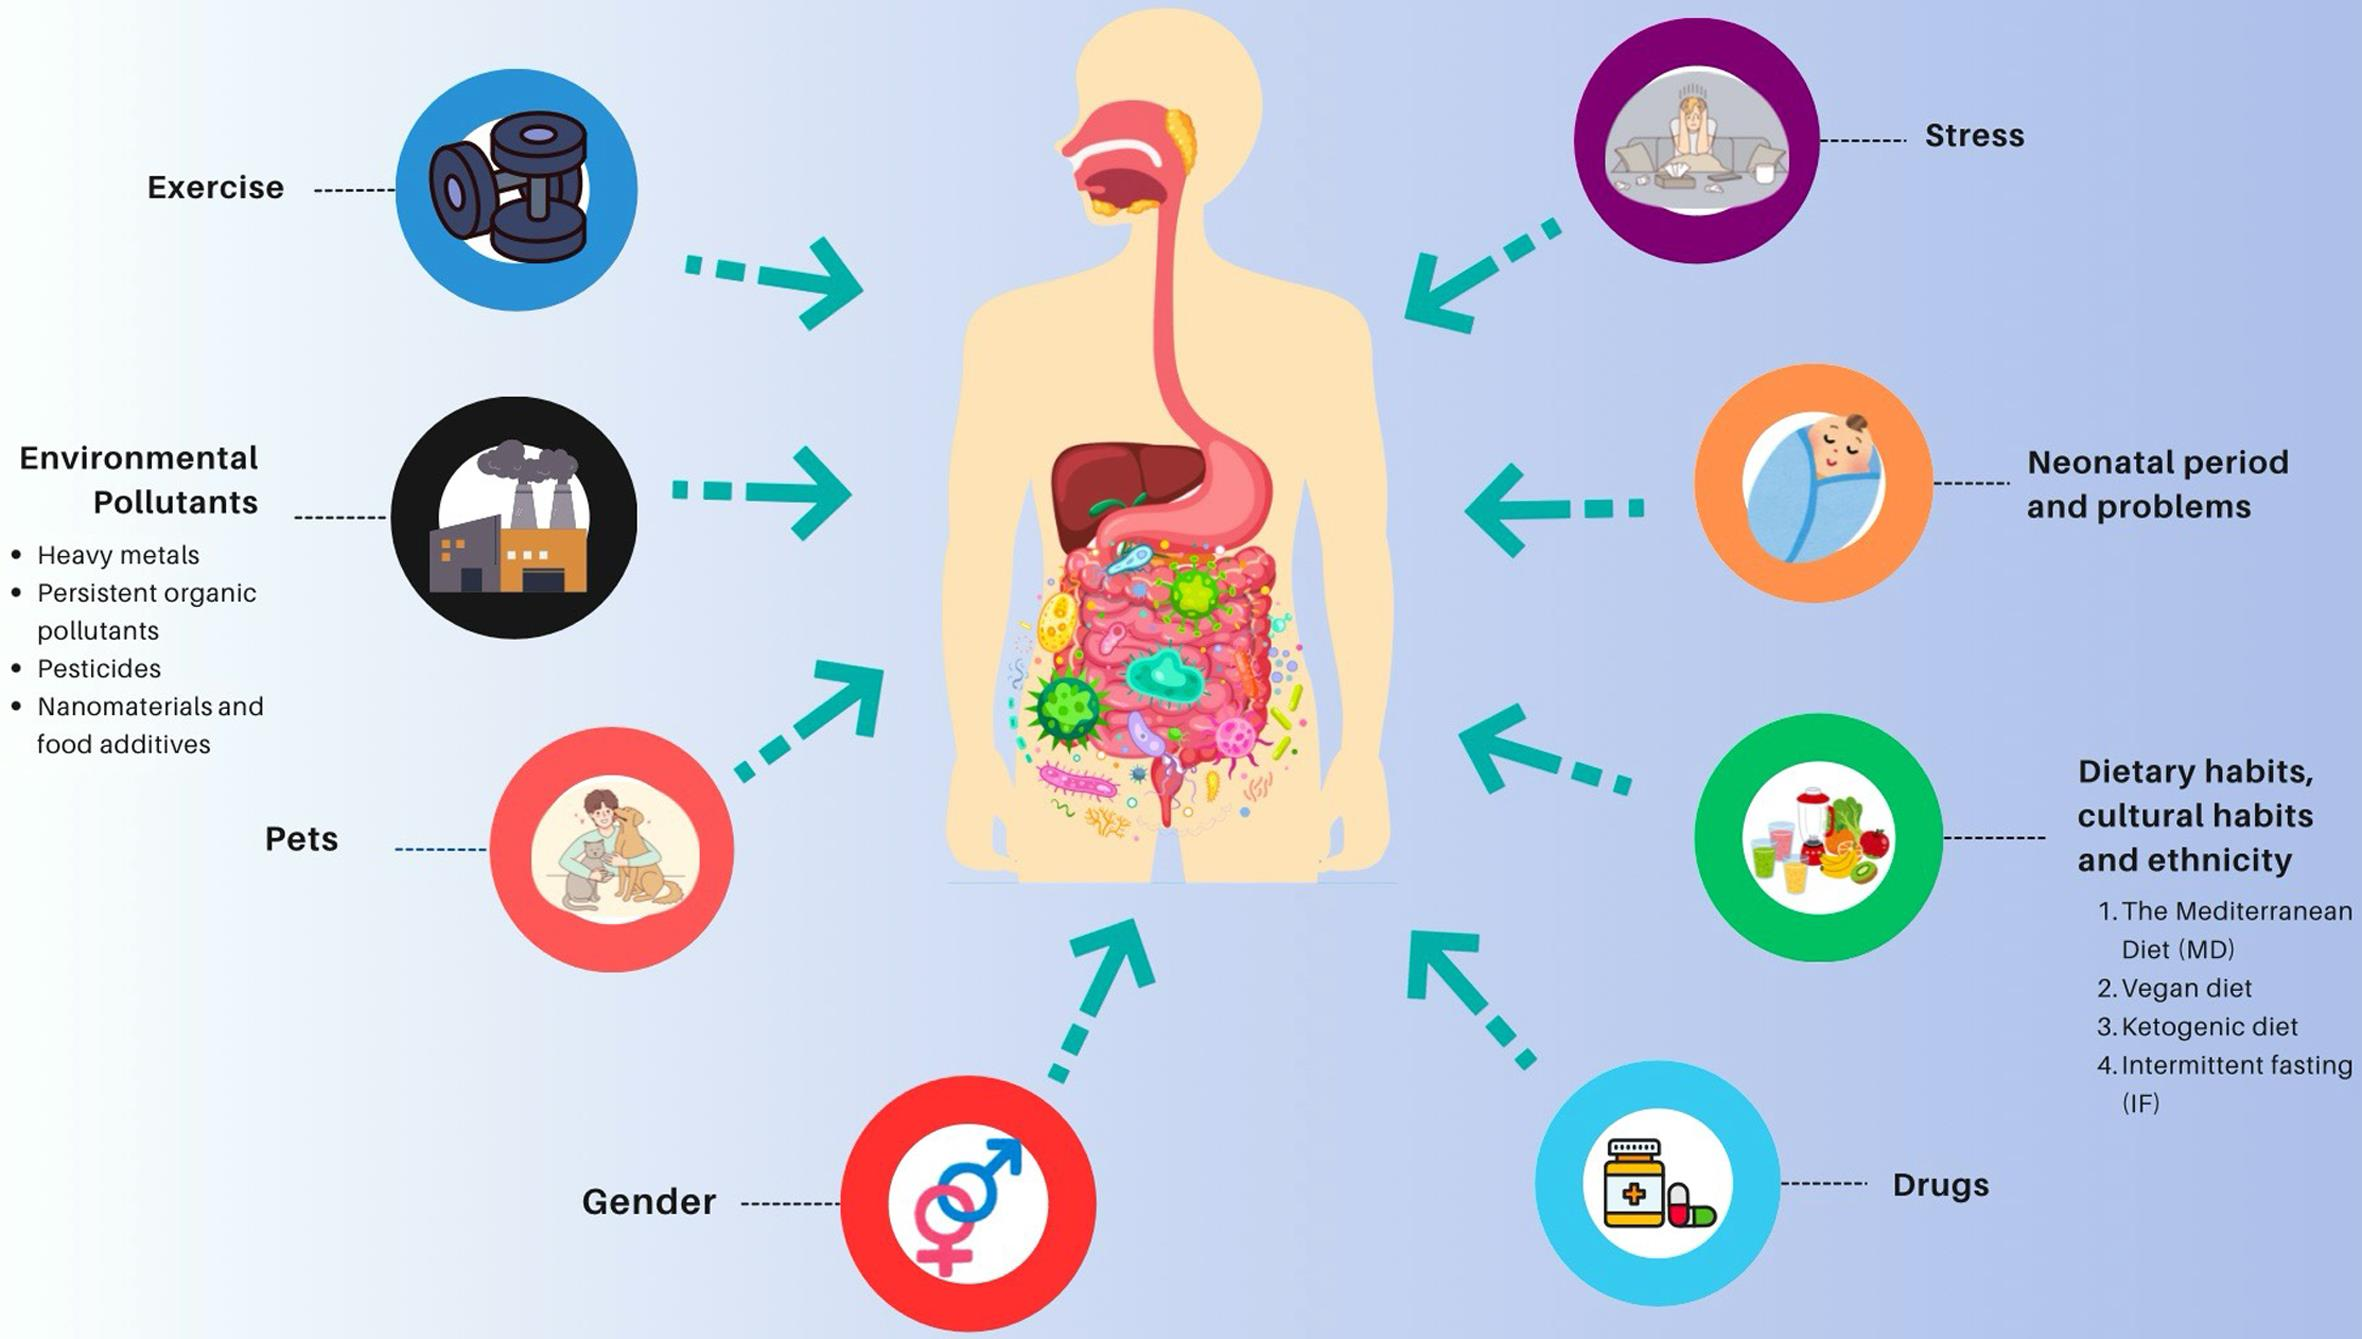 Exercise
Environmental
Pollutants
• Heavy metals
• Persistent organic
pollutants
• Pesticides
• Nanomaterials and
food additives
Pets
Gender
Stress
Neonatal period
and problems
Dietary habits,
cultural habits
and ethnicity
1. The Mediterranean
Diet (MD)
2. Vegan diet
3. Ketogenic diet
4. Intermittent fasting
(IF)
Drugs